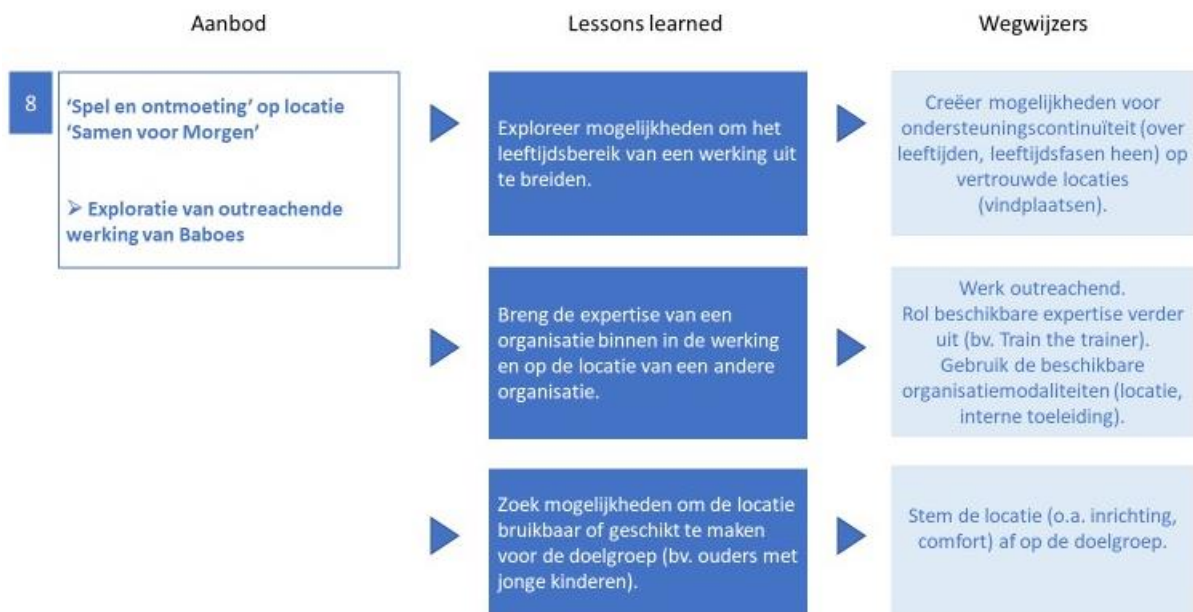 Aanbod
Lessons learned
Wegwijzers
8
‘Spel en ontmoeting’ op locatie
‘Samen voor Morgen’
➢ Exploratie van outreachende
werking van Baboes
Exploreer mogelijkheden om het
leeftijdsbereik van een werking uit
te breiden.
Creëer mogelijkheden voor
ondersteuningscontinuïteit (over
leeftijden, leeftijdsfasen heen) op
vertrouwde locaties
(vindplaatsen).
Breng de expertise van een
organisatie binnen in de werking
en op de locatie van een andere
organisatie.
Werk outreachend.
Rol beschikbare expertise verder
uit (bv. Train the trainer).
Gebruik de beschikbare
organisatiemodaliteiten (locatie,
interne toeleiding).
Zoek mogelijkheden om de locatie
bruikbaar of geschikt te maken
voor de doelgroep (bv. ouders met
jonge kinderen).
Stem de locatie (o.a. inrichting,
comfort) af op de doelgroep.